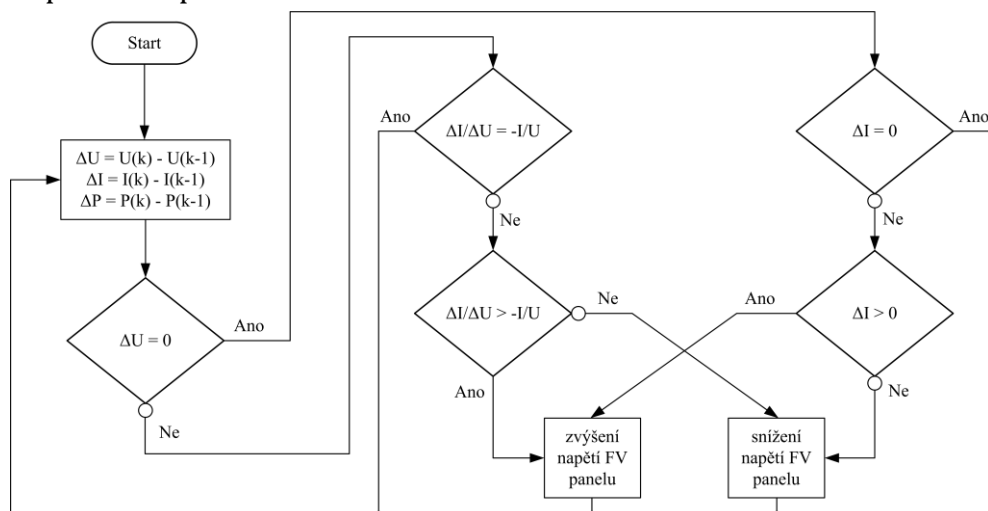 Start
ΔU = U(k) - U(k-1)
ΔI = I(k) - I(k-1)
ΔP = P(k) - P(k-1)
ΔU = 0
Ano
Ne
Ano
ΔI/ΔU = -I/U
Ne
ΔI/ΔU > -I/U
Ne
Ano
ΔI = 0
Ano
Ne
Ano
ΔI > 0
Ne
zvýšení
napětí FV
panelu
snížení
napětí FV
panelu